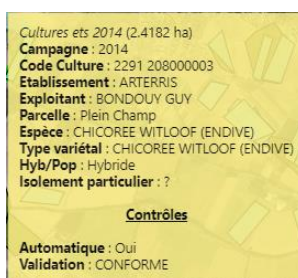 Cultures ets 2014 (2.4182 ha)
Campagne : 2014
Code Culture : 2291 208000003
Etablissement : ARTERRIS
Exploitant : BONDOUY GUY
Parcelle : Plein Champ
Espèce : CHICOREE WITLOOF (ENDIVE)
Type variétal : CHICOREE WITLOOF (ENDIVE)
Hyb/Pop : Hybride
Isolement particulier : ?
Contrôles
Automatique : Oui
Validation : CONFORME